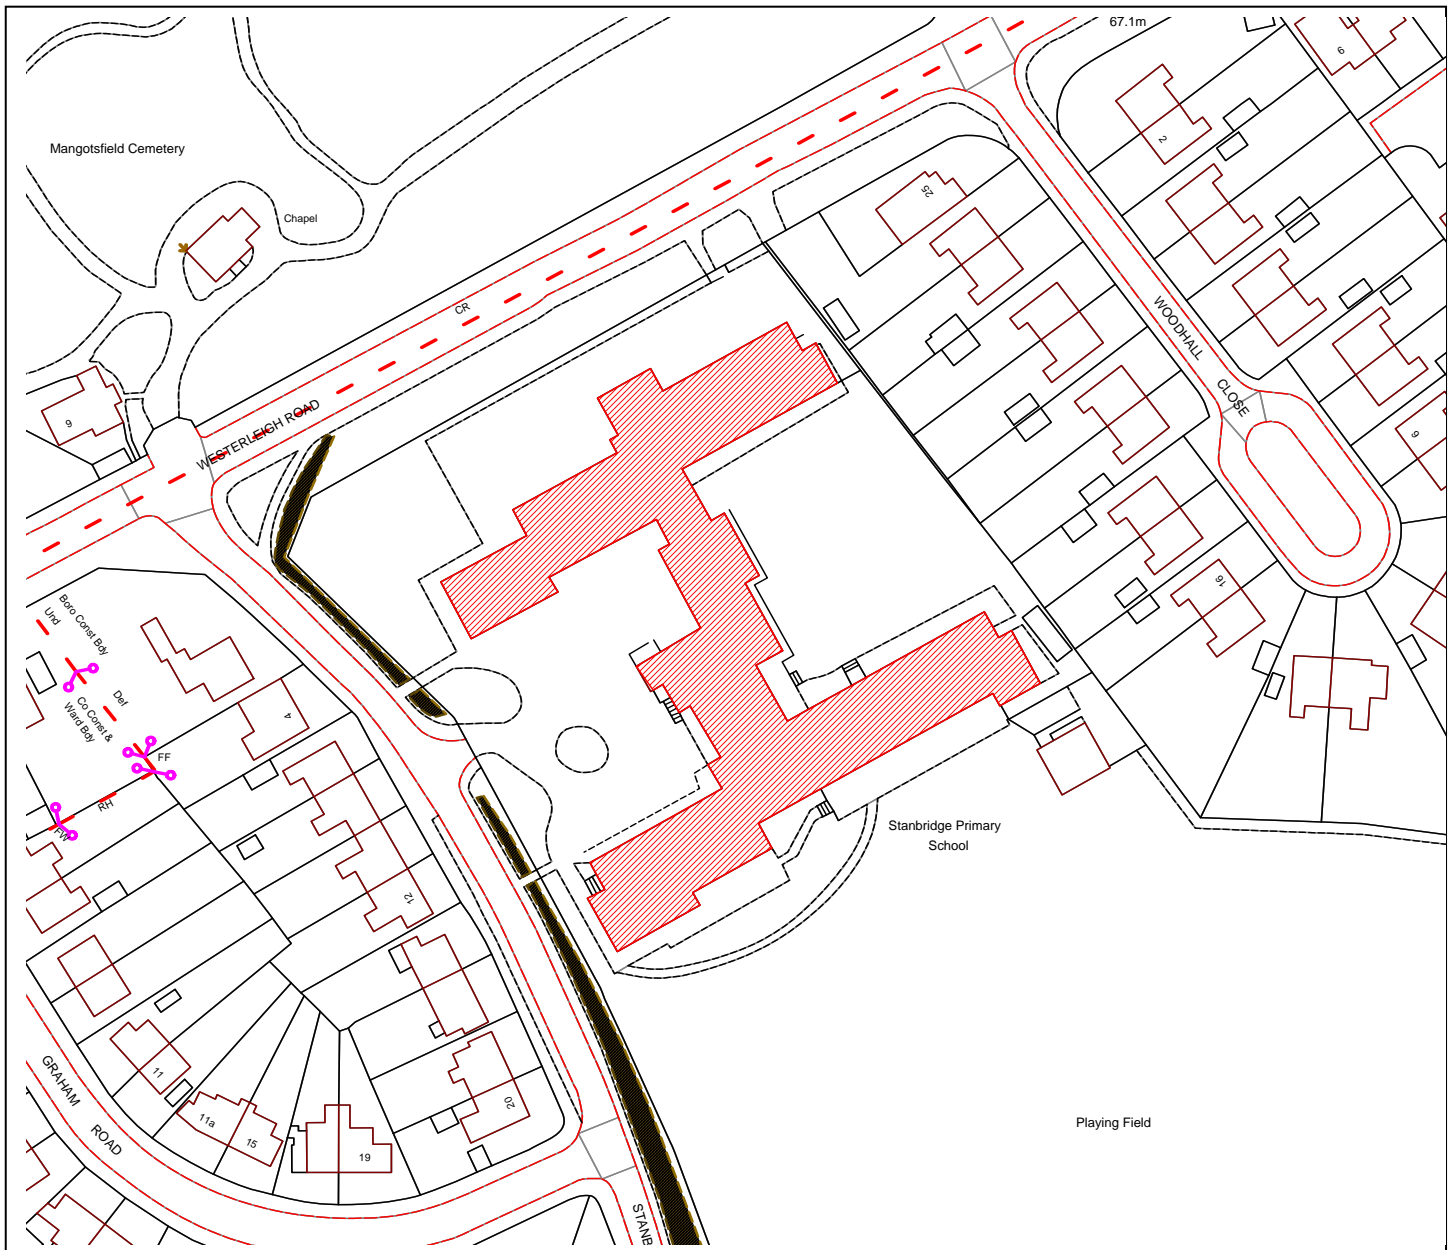 67.1m
6
2
Mangotsfield Cemetery
25
Chapel
CR
WOODHALL
CLOSE
WESTERLEIGH ROAD
9
9
16
Und
Boro Const Bdy
Def
Co Const &
Ward Bdy
4
FF
RH
FW
Stanbridge Primary
School
12
GRAHAM
ROAD
11
11a
15
19
20
Playing Field
STANB